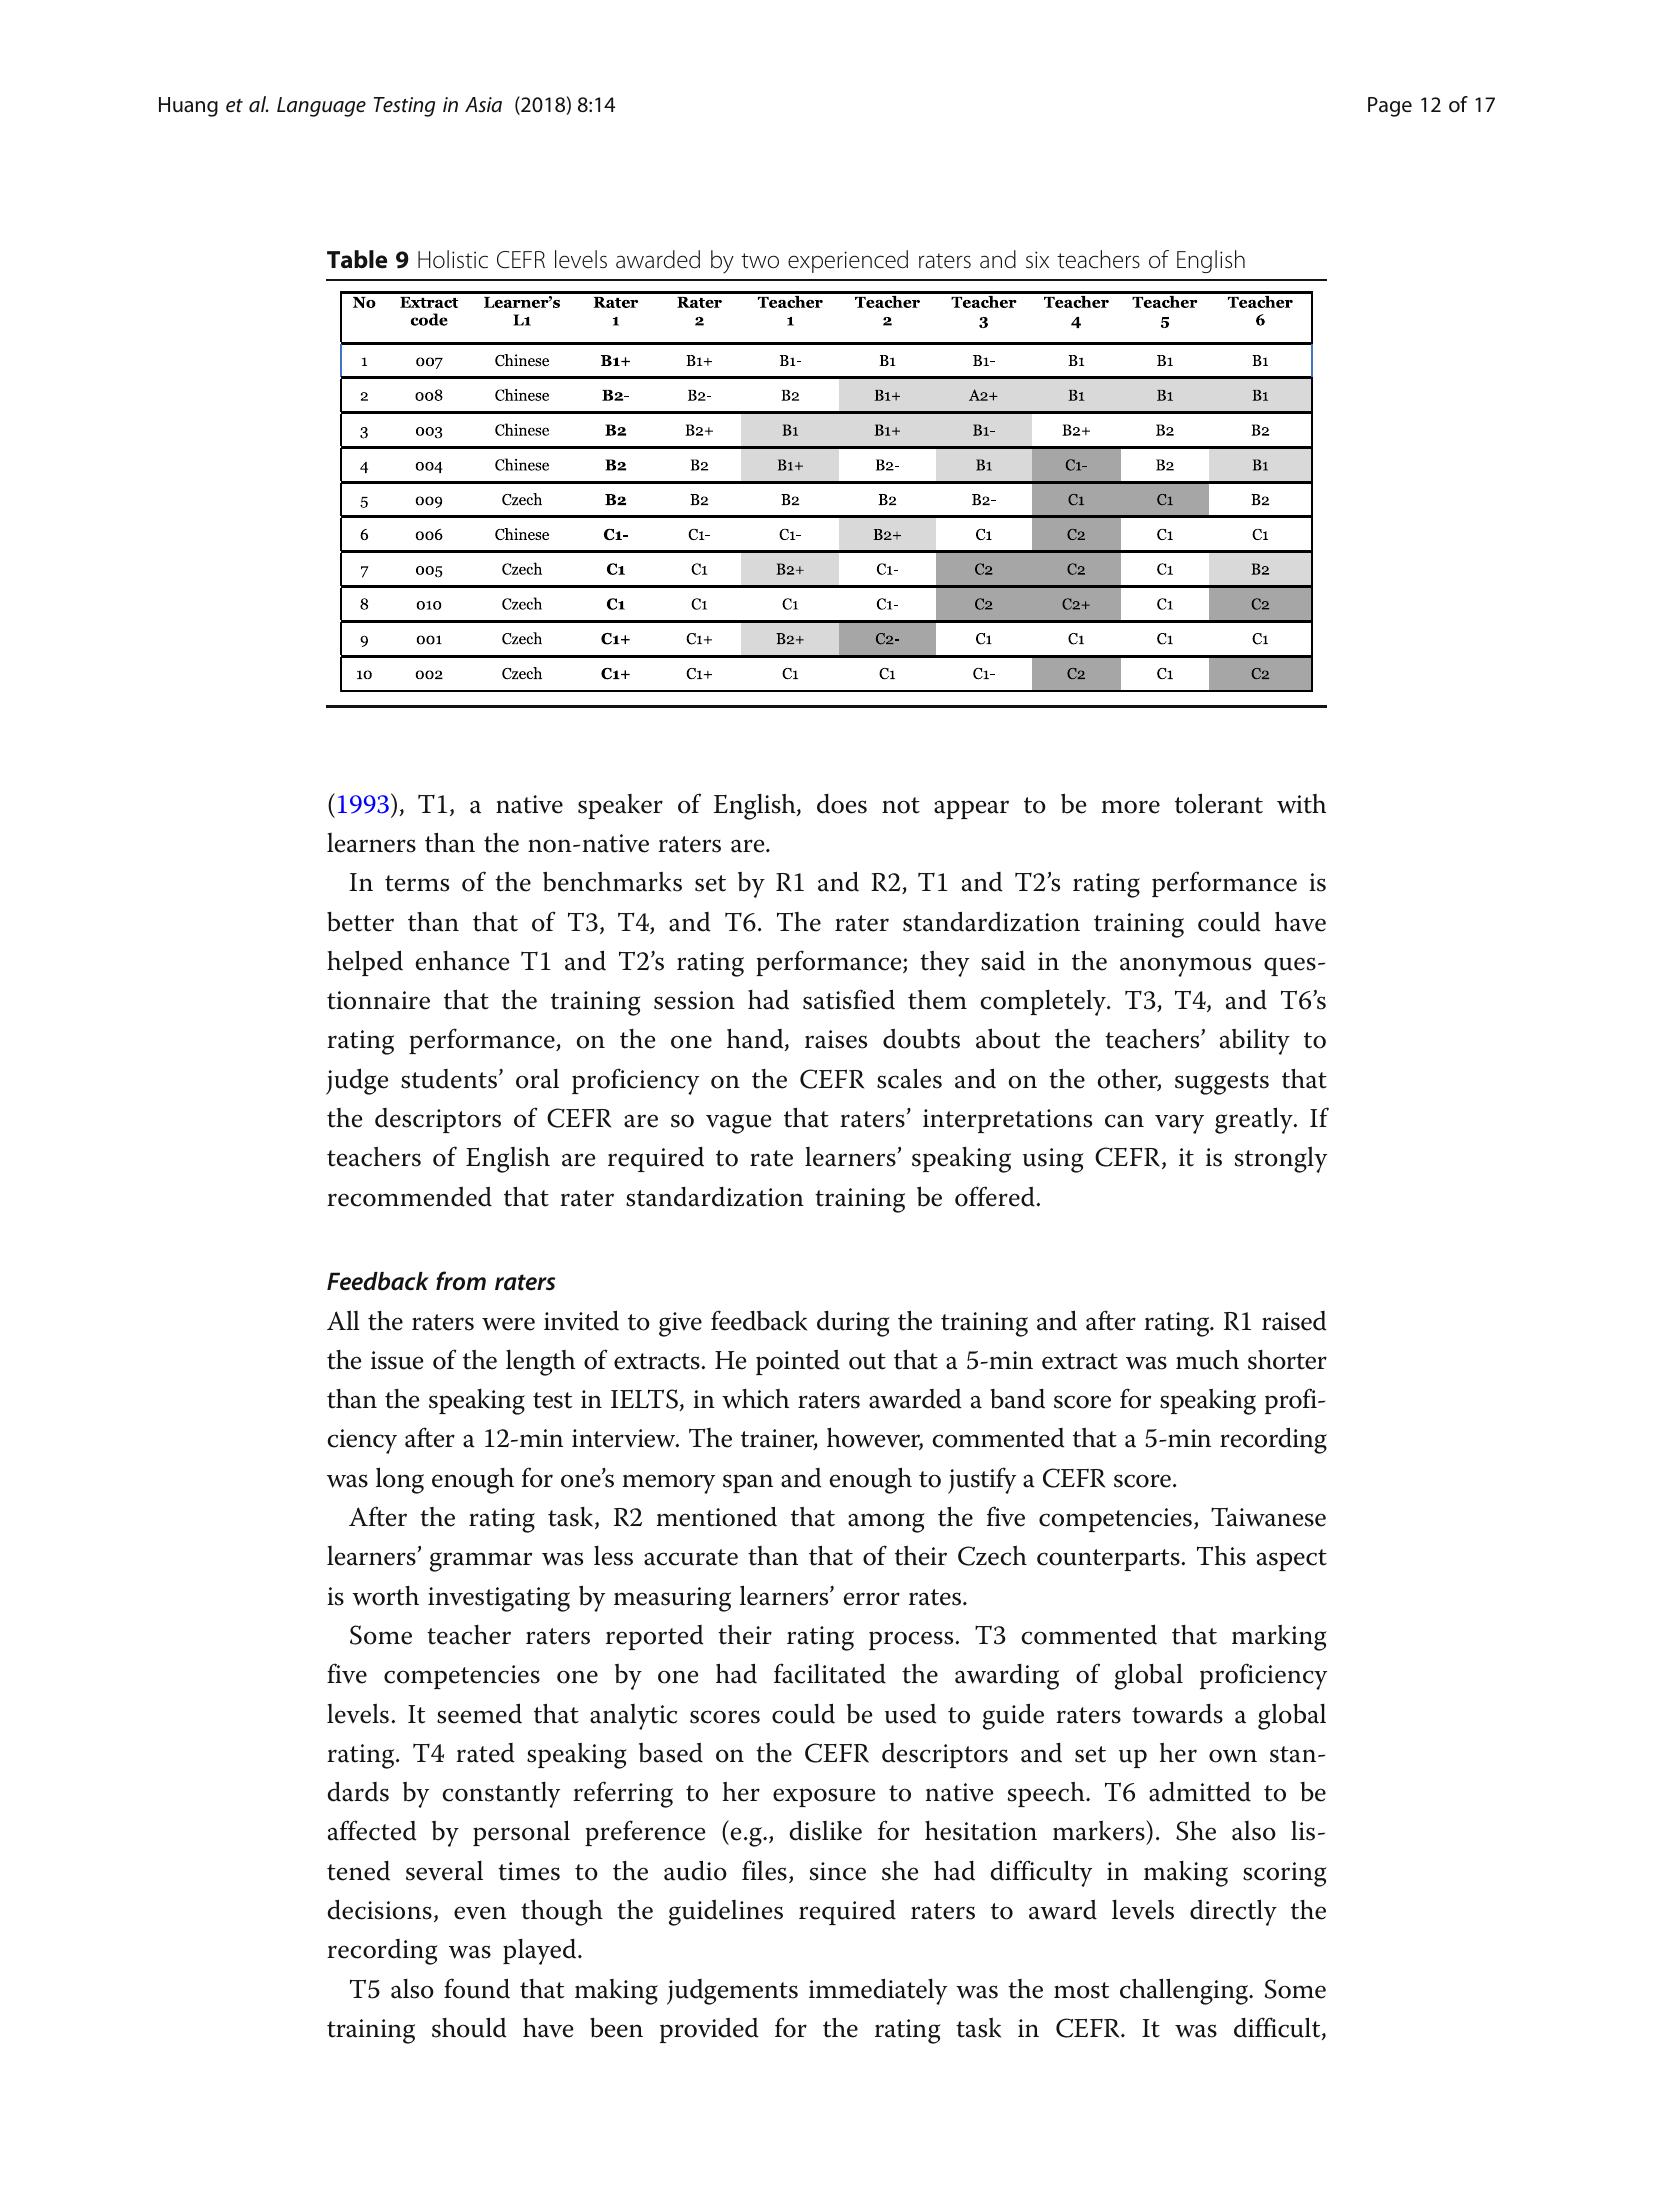 Huang et al. Language Testing in Asia (2018) 8:14 Page 12 of 17
Table 9 Holistic CEFR levels awarded by two experienced raters and six teachers of English
No Extract code Learner's L1 Rater 1 Rater 2 Teacher 1 Teacher 2 Teacher 3 Teacher 4 Teacher 5 Teacher 6
1 007 Chinese B1+ B1+ B1- B1 B1- B1 B1 B1
2 008 Chinese B2- B2- B2 B1+ A2+ B1 B1 B1
3 003 Chinese B2 B2+ B1 B1+ B1- B2+ B2 B2
4 004 Chinese B2 B2 B1+ B2- B1 C1- B2 B1
5 009 Czech B2 B2 B2 B2 B2- C1 C1 B2
6 006 Chinese C1- C1- C1- B2+ C1 C2 C1 C1
7 005 Czech C1 C1 B2+ C1- C2 C2 C1 B2
8 010 Czech C1 C1 C1 C1- C2 C2+ C1 C2
9 001 Czech C1+ C1+ B2+ C2- C1 C1 C1 C1
10 002 Czech C1+ C1+ C1 C1 C1- C2 C1 C2
(1993), T1, a native speaker of English, does not appear to be more tolerant with
learners than the non-native raters are.
In terms of the benchmarks set by R1 and R2, T1 and T2's rating performance is
better than that of T3, T4, and T6. The rater standardization training could have
helped enhance T1 and T2's rating performance; they said in the anonymous ques-
tionnaire that the training session had satisfied them completely. T3, T4, and T6's
rating performance, on the one hand, raises doubts about the teachers' ability to
judge students' oral proficiency on the CEFR scales and on the other, suggests that
the descriptors of CEFR are so vague that raters' interpretations can vary greatly. If
teachers of English are required to rate learners' speaking using CEFR, it is strongly
recommended that rater standardization training be offered.
Feedback from raters
All the raters were invited to give feedback during the training and after rating. R1 raised
the issue of the length of extracts. He pointed out that a 5-min extract was much shorter
than the speaking test in IELTS, in which raters awarded a band score for speaking profi-
ciency after a 12-min interview. The trainer, however, commented that a 5-min recording
was long enough for one's memory span and enough to justify a CEFR score.
After the rating task, R2 mentioned that among the five competencies, Taiwanese
learners' grammar was less accurate than that of their Czech counterparts. This aspect
is worth investigating by measuring learners' error rates.
Some teacher raters reported their rating process. T3 commented that marking
five competencies one by one had facilitated the awarding of global proficiency
levels. It seemed that analytic scores could be used to guide raters towards a global
rating. T4 rated speaking based on the CEFR descriptors and set up her own stan-
dards by constantly referring to her exposure to native speech. T6 admitted to be
affected by personal preference (e.g., dislike for hesitation markers). She also lis-
tened several times to the audio files, since she had difficulty in making scoring
decisions, even though the guidelines required raters to award levels directly the
recording was played.
T5 also found that making judgements immediately was the most challenging. Some
training should have been provided for the rating task in CEFR. It was difficult,